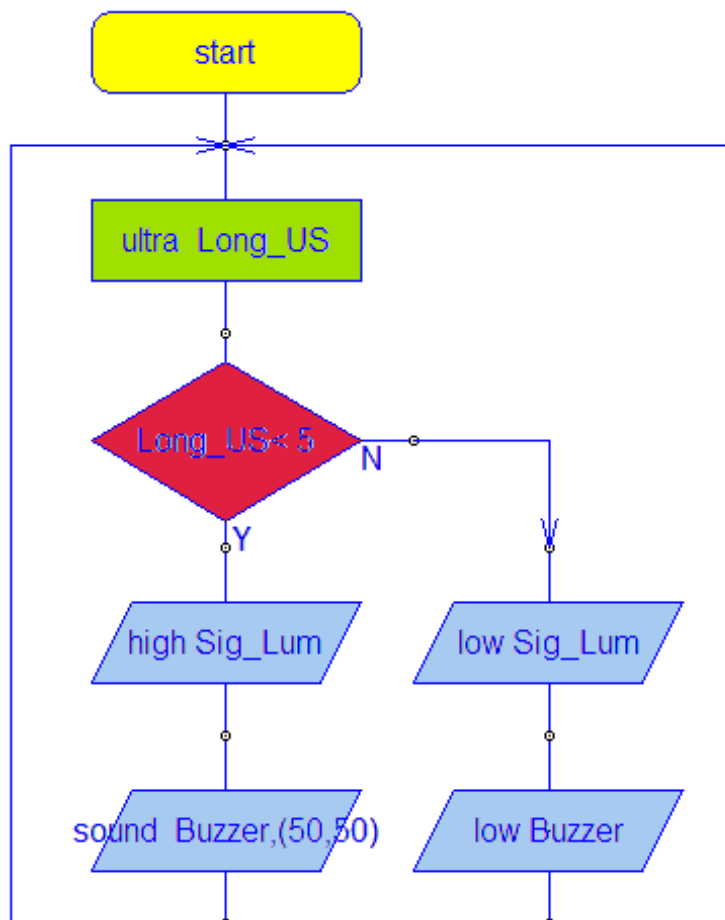 start
ultra Long_US
Long_US< 5
N
Y
high Sig_Lum
low Sig_Lum
sound Buzzer,(50,50)
low Buzzer